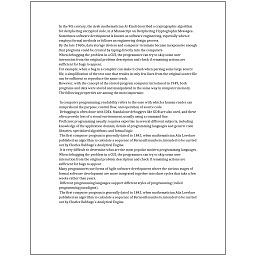 In the 9th century, the Arab mathematician Al-Kindi described a cryptographic algorithm
for deciphering encrypted code, in A Manuscript on Deciphering Cryptographic Messages.
Sometimes software development is known as software engineering, especially when it
employs formal methods or follows an engineering design process.
By the late 1960s, data storage devices and computer terminals became inexpensive enough
that programs could be created by typing directly into the computers.
When debugging the problem in a GUI, the programmer can try to skip some user
interaction from the original problem description and check if remaining actions are
sufficient for bugs to appear.
For example, when a bug in a compiler can make it crash when parsing some large source
file, a simplification of the test case that results in only few lines from the original source file
can be sufficient to reproduce the same crash.
However, with the concept of the stored-program computer introduced in 1949, both
programs and data were stored and manipulated in the same way in computer memory.
The following properties are among the most important:

In computer programming, readability refers to the ease with which a human reader can
comprehend the purpose, control flow, and operation of source code.
Debugging is often done with IDEs. Standalone debuggers like GDB are also used, and these
often provide less of a visual environment, usually using a command line.
Proficient programming usually requires expertise in several different subjects, including
knowledge of the application domain, details of programming languages and generic code
libraries, specialized algorithms, and formal logic.
The first computer program is generally dated to 1843, when mathematician Ada Lovelace
published an algorithm to calculate a sequence of Bernoulli numbers, intended to be carried
out by Charles Babbage's Analytical Engine.
It is very difficult to determine what are the most popular modern programming languages.
When debugging the problem in a GUI, the programmer can try to skip some user
interaction from the original problem description and check if remaining actions are
sufficient for bugs to appear.
Many programmers use forms of Agile software development where the various stages of
formal software development are more integrated together into short cycles that take a few
weeks rather than years.
Different programming languages support different styles of programming (called
programming paradigms).
The first computer program is generally dated to 1843, when mathematician Ada Lovelace
published an algorithm to calculate a sequence of Bernoulli numbers, intended to be carried
out by Charles Babbage's Analytical Engine.